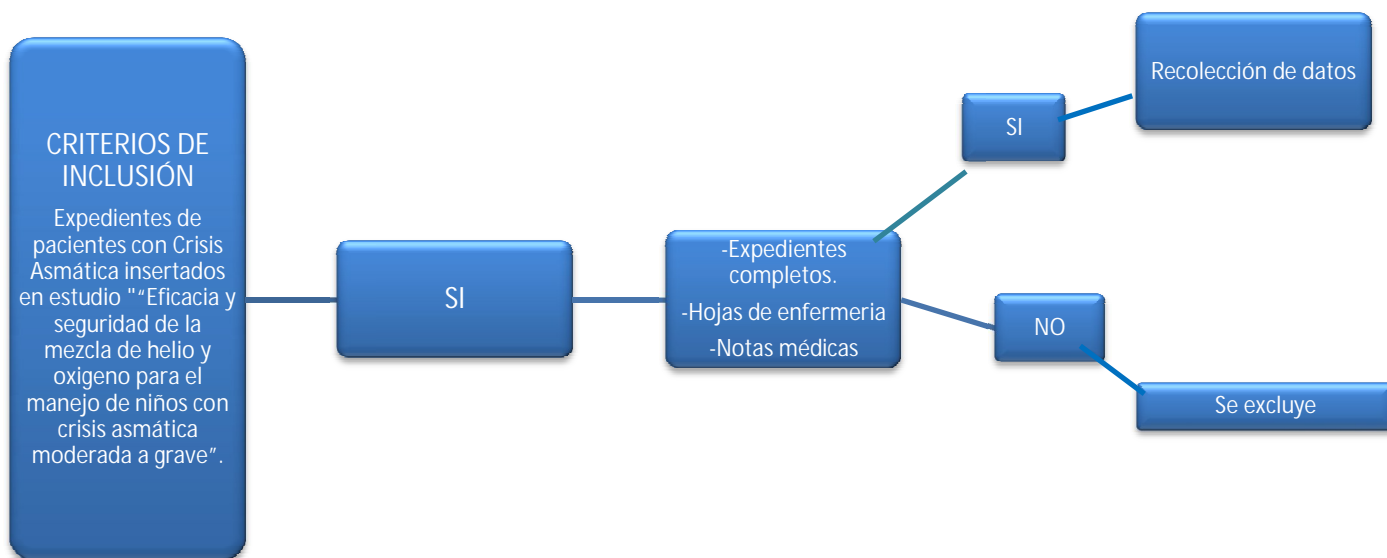 CRITERIOS DE
INCLUSIÓN
Expedientes de
pacientes con Crisis
Asmática insertados
en estudio "“Eficacia y
seguridad de la
mezcla de helio y
oxigeno para el
manejo de niños con
crisis asmática
moderada a grave”.
SI
-Expedientes
completos.
-Hojas de enfermeria
-Notas médicas
SI
Recolección de datos
NO
Se excluye